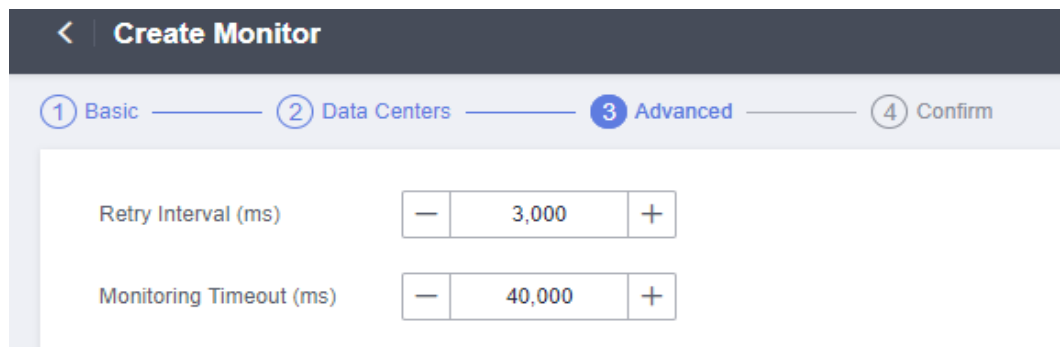 Create Monitor
1 Basic 2 Data Centers 3 Advanced 4 Confirm
Retry Interval (ms) 3,000
Monitoring Timeout (ms) 40,000